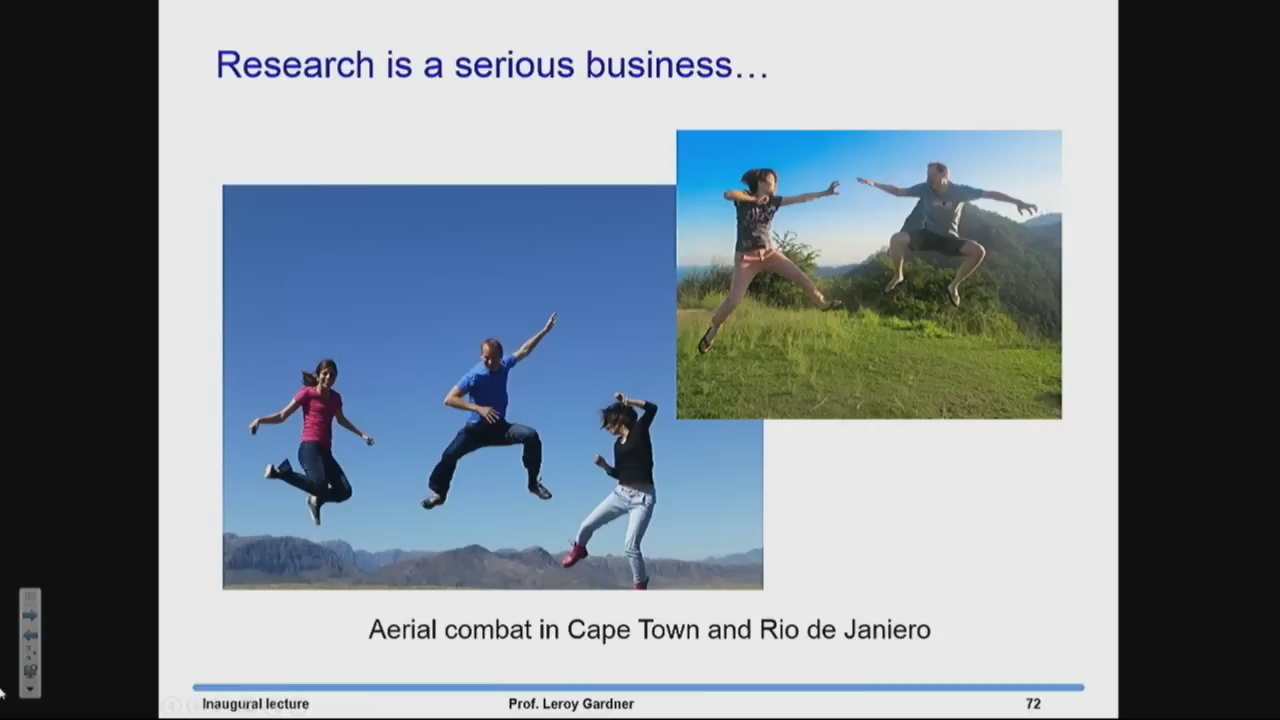 Research is a serious business…
Aerial combat in Cape Town and Rio de Janiero
Inaugural lecture
Prof. Leroy Gardner
72